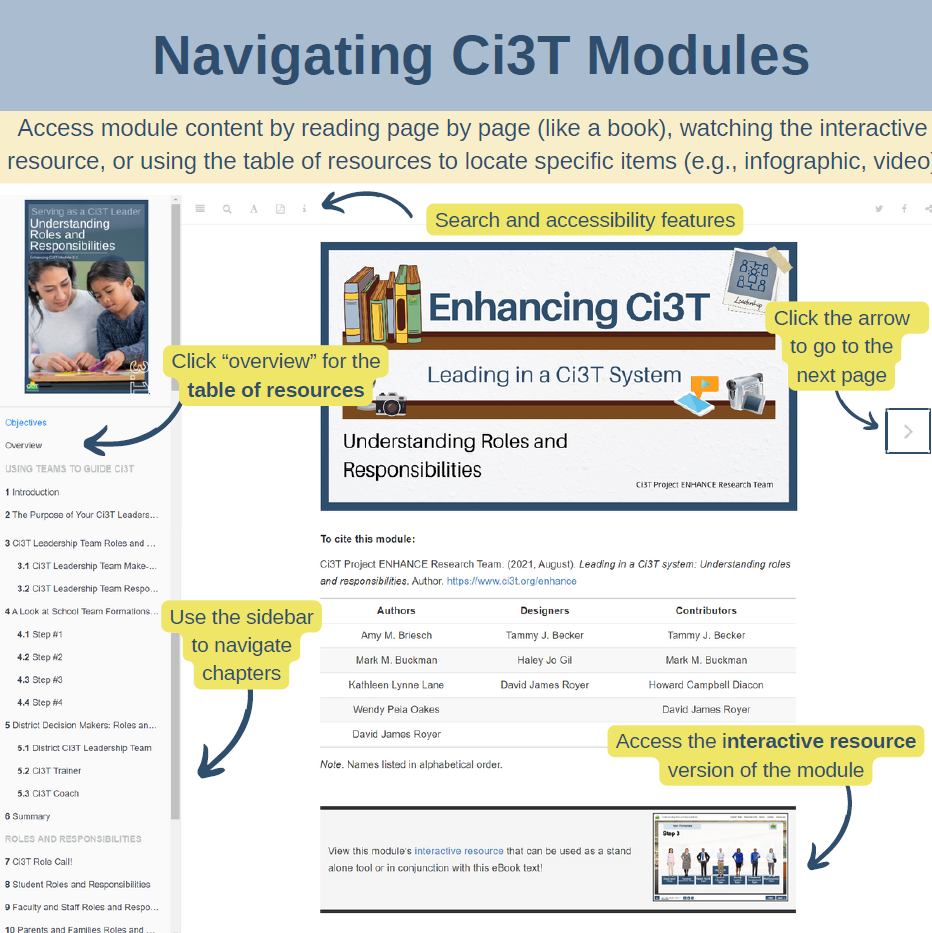 Navigating Ci3T Modules
Access module content by reading page by page (like a book), watching the interactive
resource, or using the table of resources to locate specific items (e.g., infographic, video)
Serving as a Ci3T Leader
Understanding
Roles and
Responsibilities
Search and accessibility features
Enhancing Ci3T
Leadership
Leading in a Ci3T System
Understanding Roles and
Responsibilities
Ci3T Project ENHANCE Research Team
Click the arrow
to go to the
next page
Click “overview” for the
table of resources
Objectives
Overview
USING TEAMS TO GUIDE CI3T
1 Introduction
2 The Purpose of Your Ci3T Leaders...
3 Ci3T Leadership Team Roles and ...
3.1 Ci3T Leadership Team Make-...
3.2 Ci3T Leadership Team Respo...
4 A Look at School Team Formations...
4.1 Step #1
4.2 Step #2
4.3 Step #3
4.4 Step #4
5 District Decision Makers: Roles an...
5.1 District Ci3T Leadership Team
5.2 Ci3T Trainer
5.3 Ci3T Coach
6 Summary
ROLES AND RESPONSIBILITIES
7 Ci3T Role Call!
8 Student Roles and Responsibilities
9 Faculty and Staff Roles and Respo...
10 Parents and Families Roles and ...
Use the sidebar
to navigate
chapters
To cite this module:
Ci3T Project ENHANCE Research Team. (2021, August). Leading in a Ci3T system: Understanding roles
and responsibilities. Author. https://www.ci3t.org/enhance
Authors Designers Contributors
Amy M. Briesch Tammy J. Becker Tammy J. Becker
Mark M. Buckman Haley Jo Gil Mark M. Buckman
Kathleen Lynne Lane David James Royer Howard Campbell Diacon
Wendy Peia Oakes David James Royer
David James Royer
Note. Names listed in alphabetical order.
Access the interactive resource
version of the module
View this module's interactive resource that can be used as a stand
alone tool or in conjunction with this eBook text!
Step 3